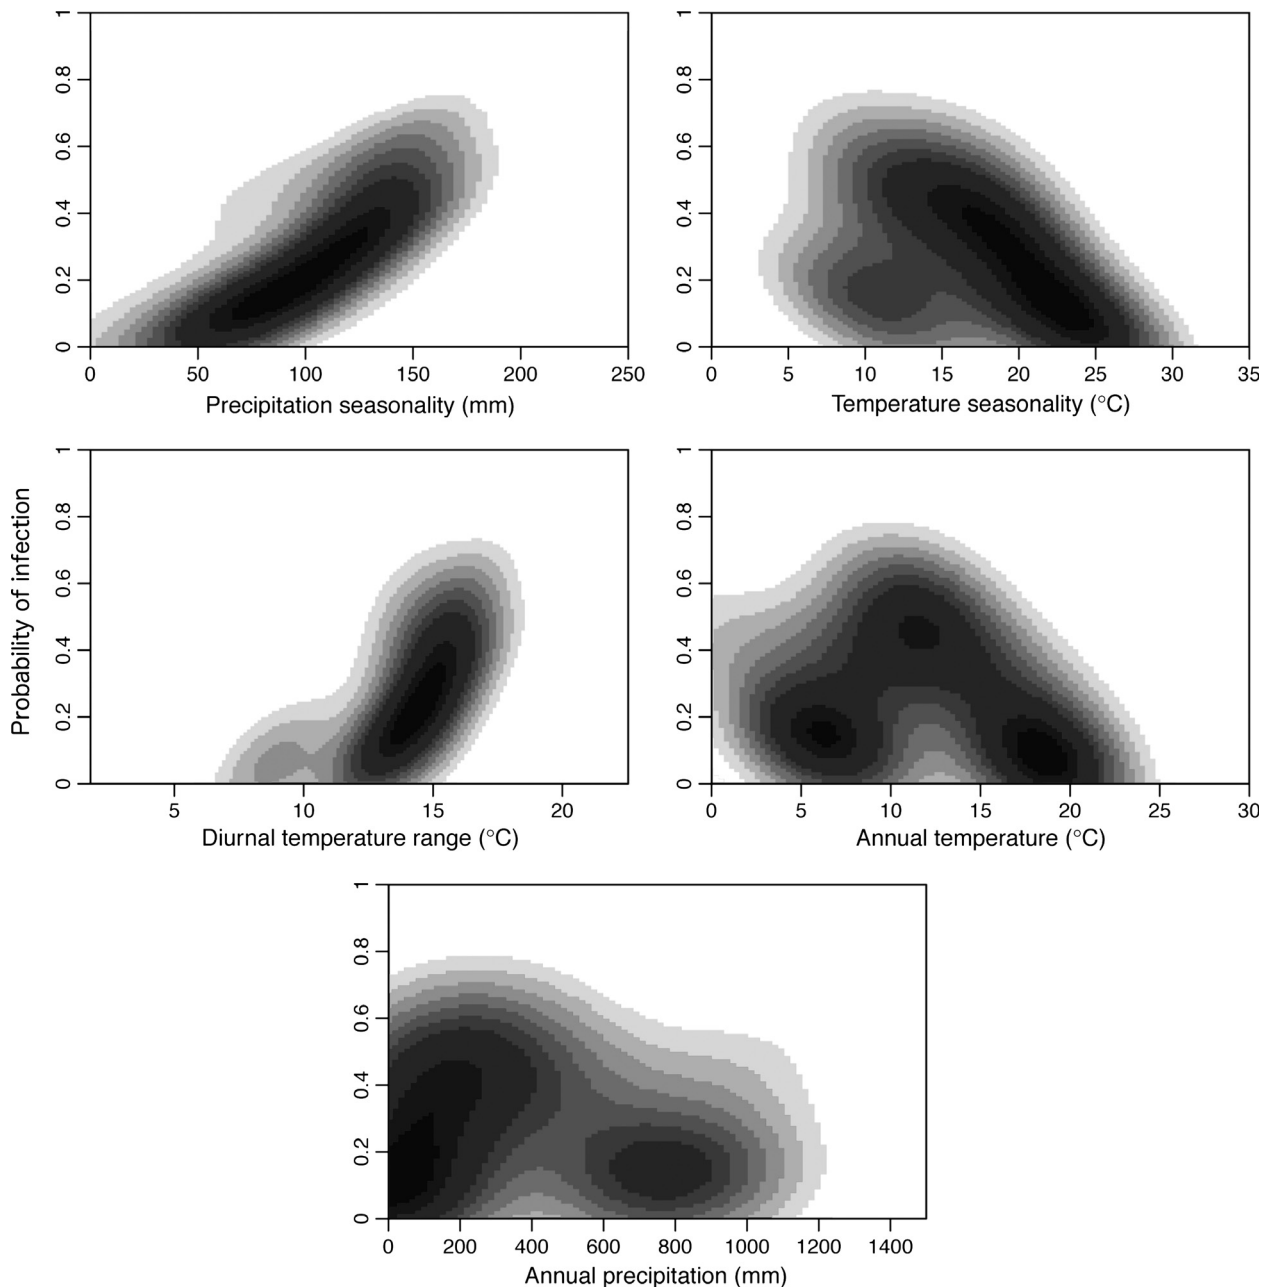 1
0.8
0.6
0.4
0.2
0
0 50 100 150 200 250
Precipitation seasonality (mm)
1
0.8
0.6
0.4
0.2
0
0 5 10 15 20 25 30 35
Temperature seasonality (°C)
Probability of infection
1
0.8
0.6
0.4
0.2
0
5 10 15 20
Diurnal temperature range (°C)
1
0.8
0.6
0.4
0.2
0
0 5 10 15 20 25 30
Annual temperature (°C)
1
0.8
0.6
0.4
0.2
0
0 200 400 600 800 1000 1200 1400
Annual precipitation (mm)